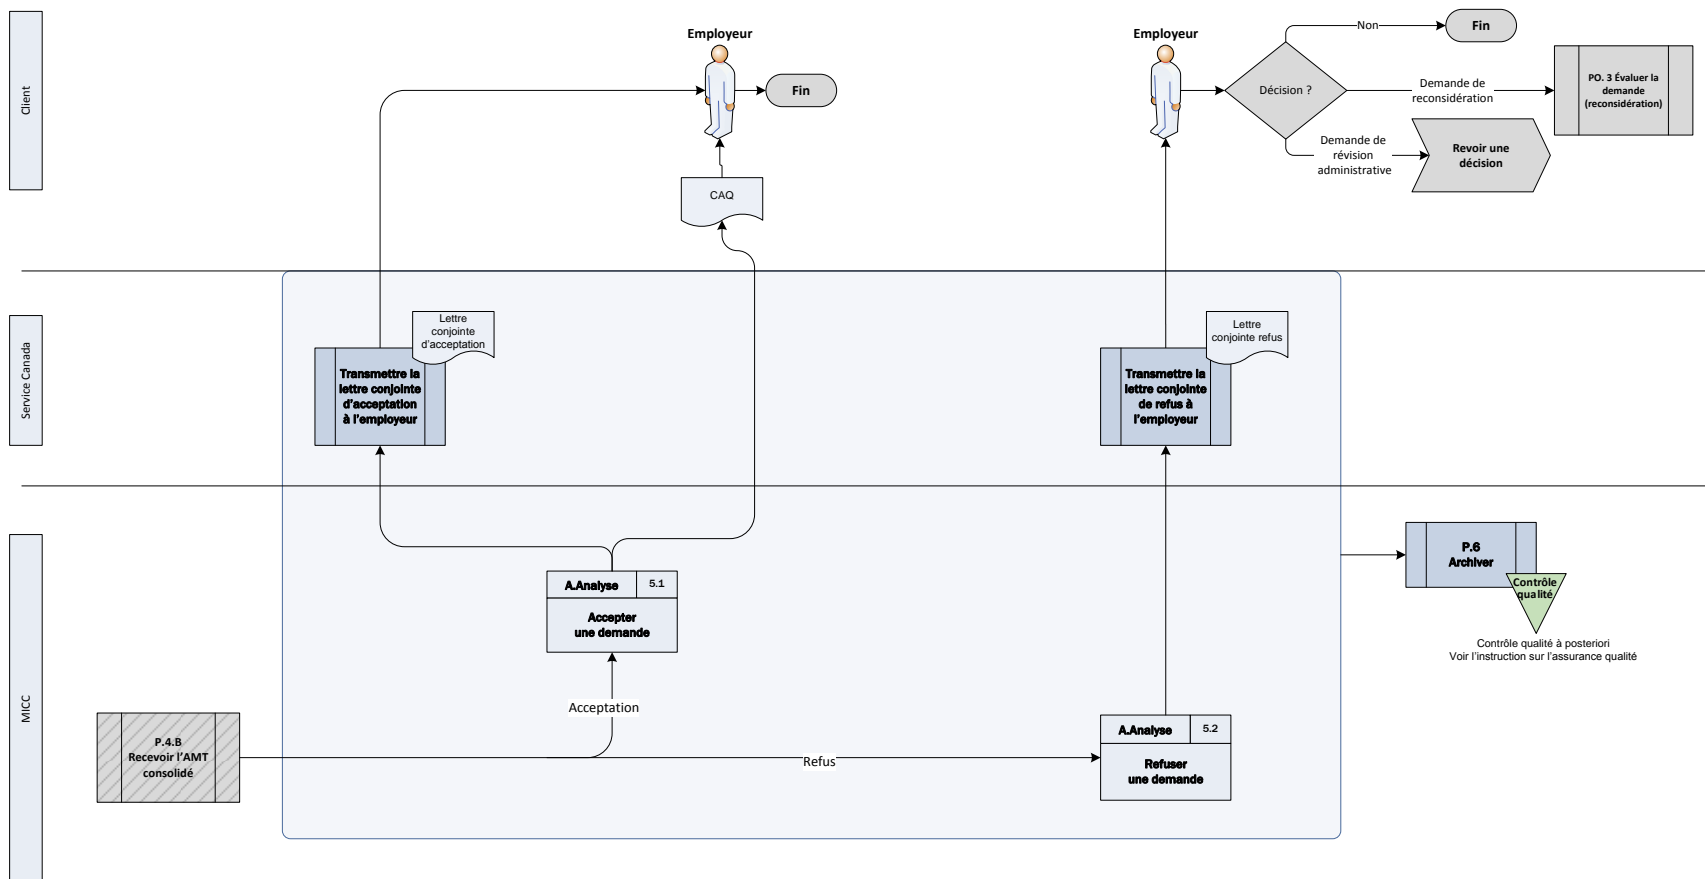 Client
Employeur
Fin
CAQ
Employeur
Décision ?
Non
Fin
Demande de
reconsidération
PO. 3 Évaluer la
demande
(reconsidération)
Demande de
révision
administrative
Revoir une
décision
Service Canada
Lettre
conjointe
d’acceptation
Transmettre la
lettre conjointe
d’acceptation
à l’employeur
Lettre
conjointe refus
Transmettre la
lettre conjointe
de refus à
l’employeur
MICC
P.4.B
Recevoir l’AMT
consolidé
Acceptation
A.Analyse
5.1
Accepter
une demande
Refus
A.Analyse
5.2
Refuser
une demande
P.6
Archiver
Contrôle
qualité
Contrôle qualité à posteriori
Voir l’instruction sur l’assurance qualité